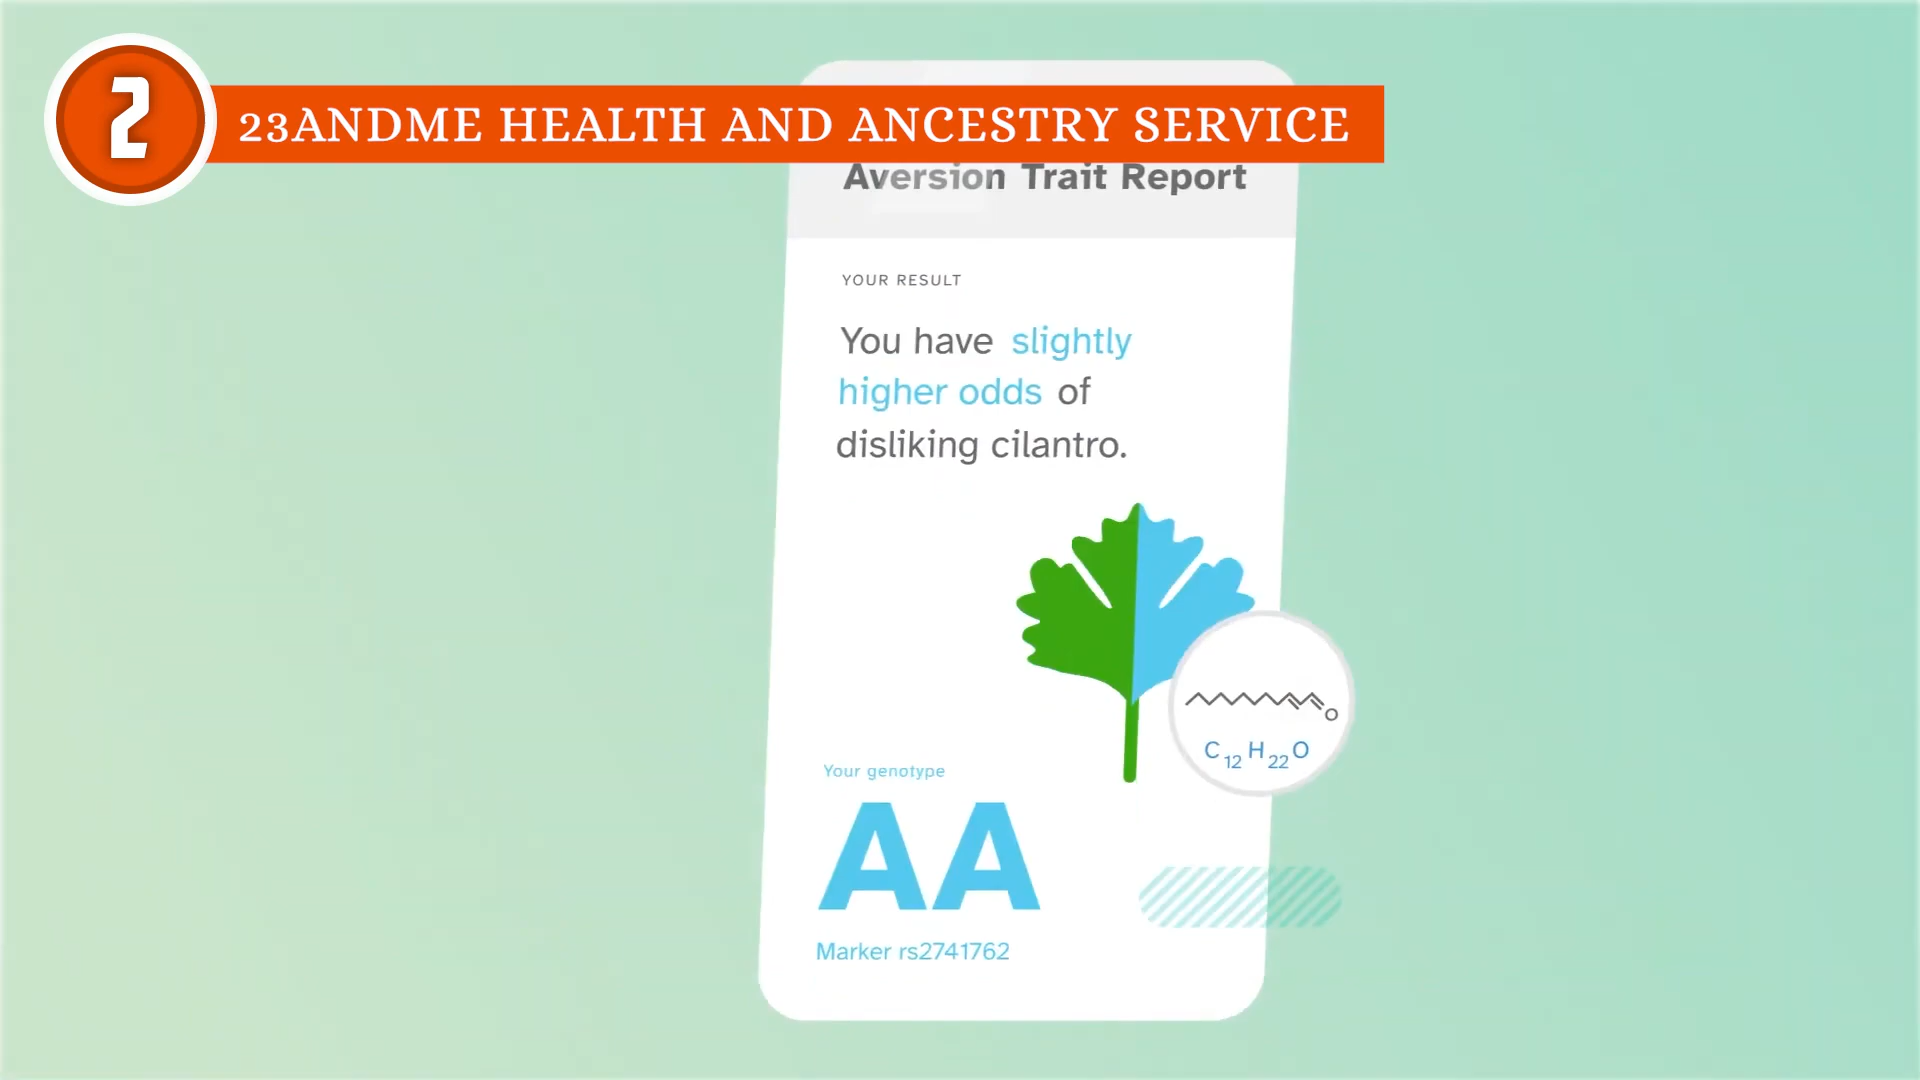 2
23ANDME HEALTH AND ANCESTRY SERVICE
Aversion Trait Report
YOUR RESULT
You have slightly
higher odds of
disliking cilantro.
O
C12H22O
Your genotype
AA
Marker rs2741762